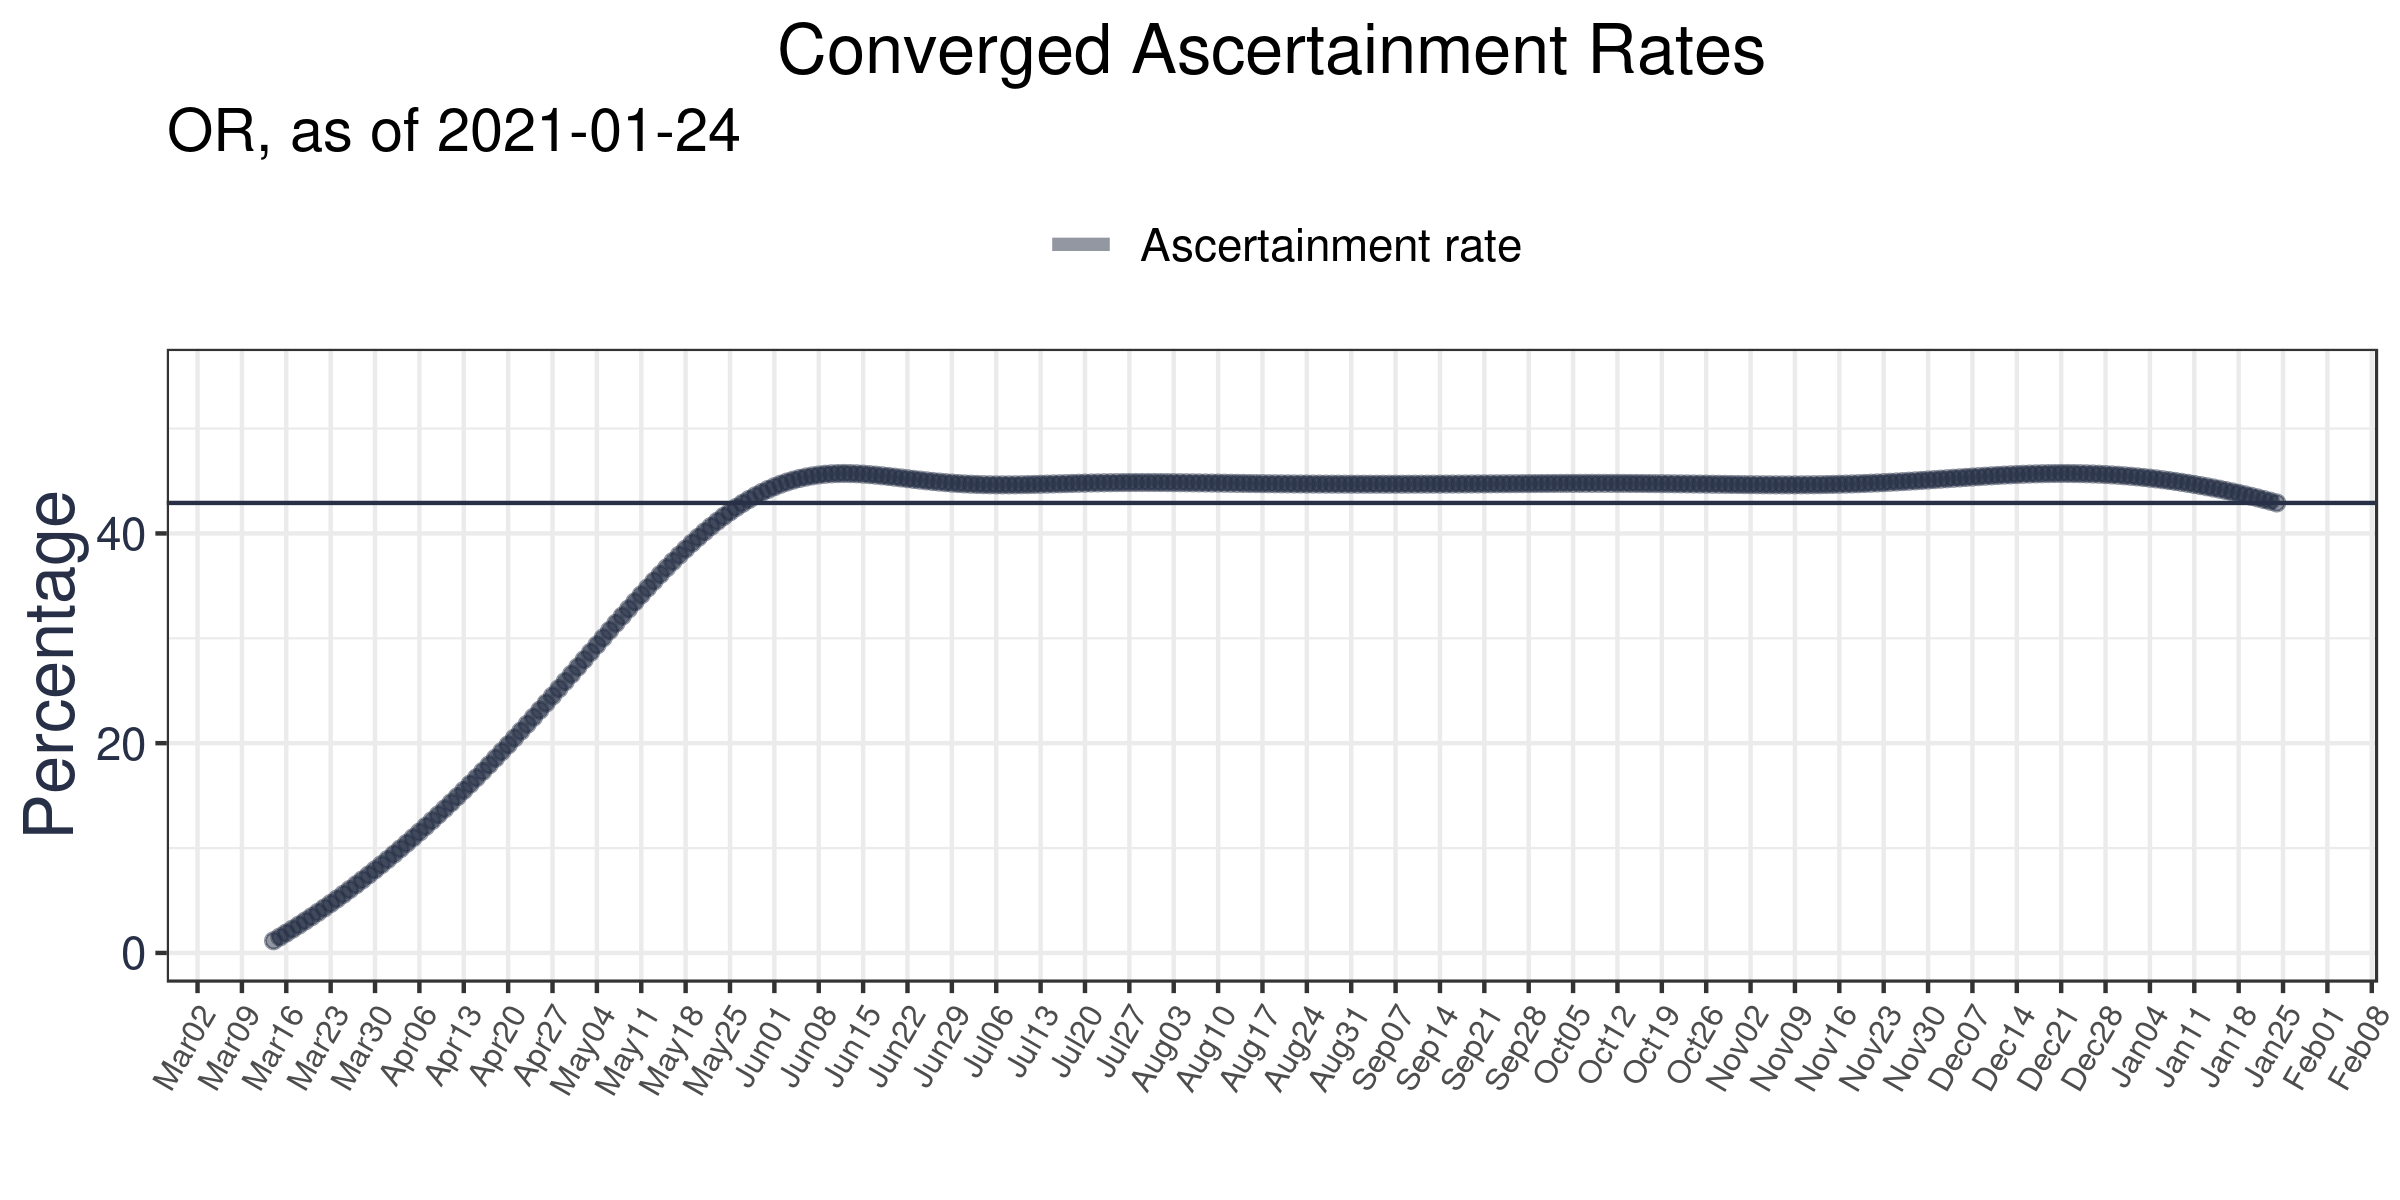 Converged Ascertainment Rates
OR, as of 2021-01-24
Ascertainment rate
Percentage
40
20
0
Mar02 Mar09 Mar16 Mar23 Mar30 Apr06 Apr13 Apr20 Apr27 May04 May11 May18 May25 Jun01 Jun08 Jun15 Jun22 Jun29 Jul06 Jul13 Jul20 Jul27 Aug03 Aug10 Aug17 Aug24 Aug31 Sep07 Sep14 Sep21 Sep28 Oct05 Oct12 Oct19 Oct26 Nov02 Nov09 Nov16 Nov23 Nov30 Dec07 Dec14 Dec21 Dec28 Jan04 Jan11 Jan18 Jan25 Feb01 Feb08